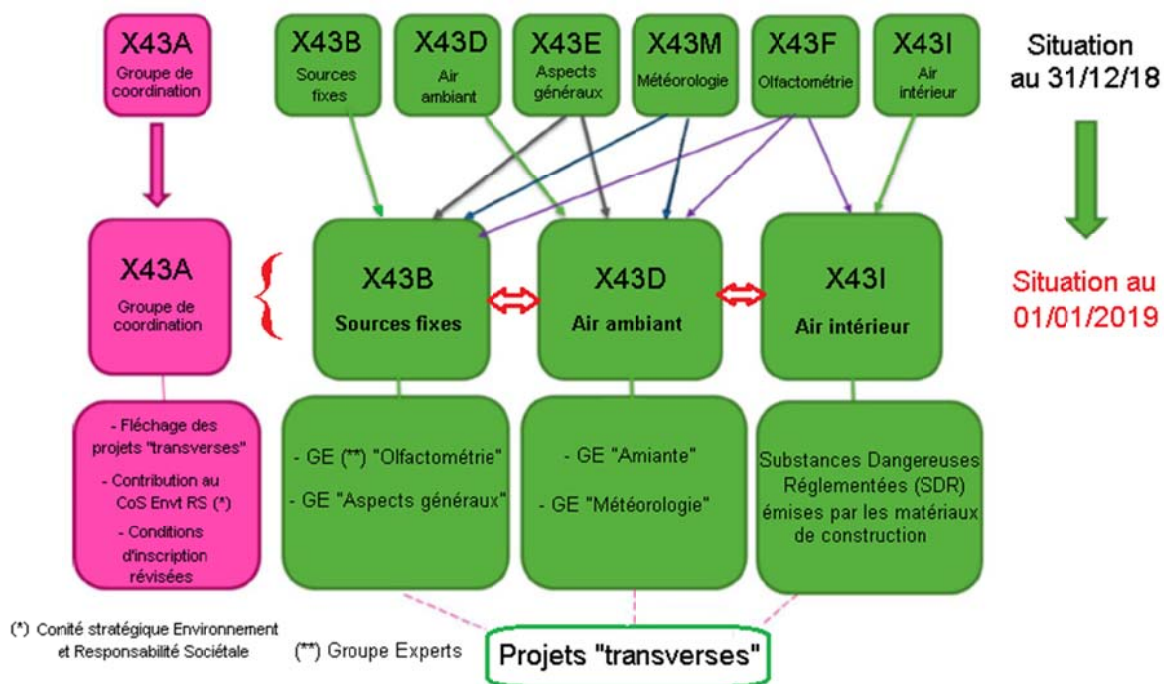 X43A
Groupe de
coordination
X43B
Sources
fixes
X43D
Air
ambiant
X43E
Aspects
généraux
X43M
Météorologie
X43F
Olfactométrie
X43I
Air
intérieur
Situation
au 31/12/18
X43A
Groupe de
coordination
{
X43B
Sources fixes
X43D
Air ambiant
X43I
Air intérieur
Situation au
01/01/2019
- Fléchage des
projets "transverses"
- Contribution au
CoS Envt RS (*)
- Conditions
d'inscription
révisées
- GE (**) "Olfactométrie"
- GE "Aspects généraux"
- GE "Amiante"
- GE "Météorologie"
Substances Dangereuses
Réglementées (SDR)
émises par les matériaux
de construction
(*) Comité stratégique Environnement
et Responsabilité Sociétale
(**) Groupe Experts
Projets "transverses"